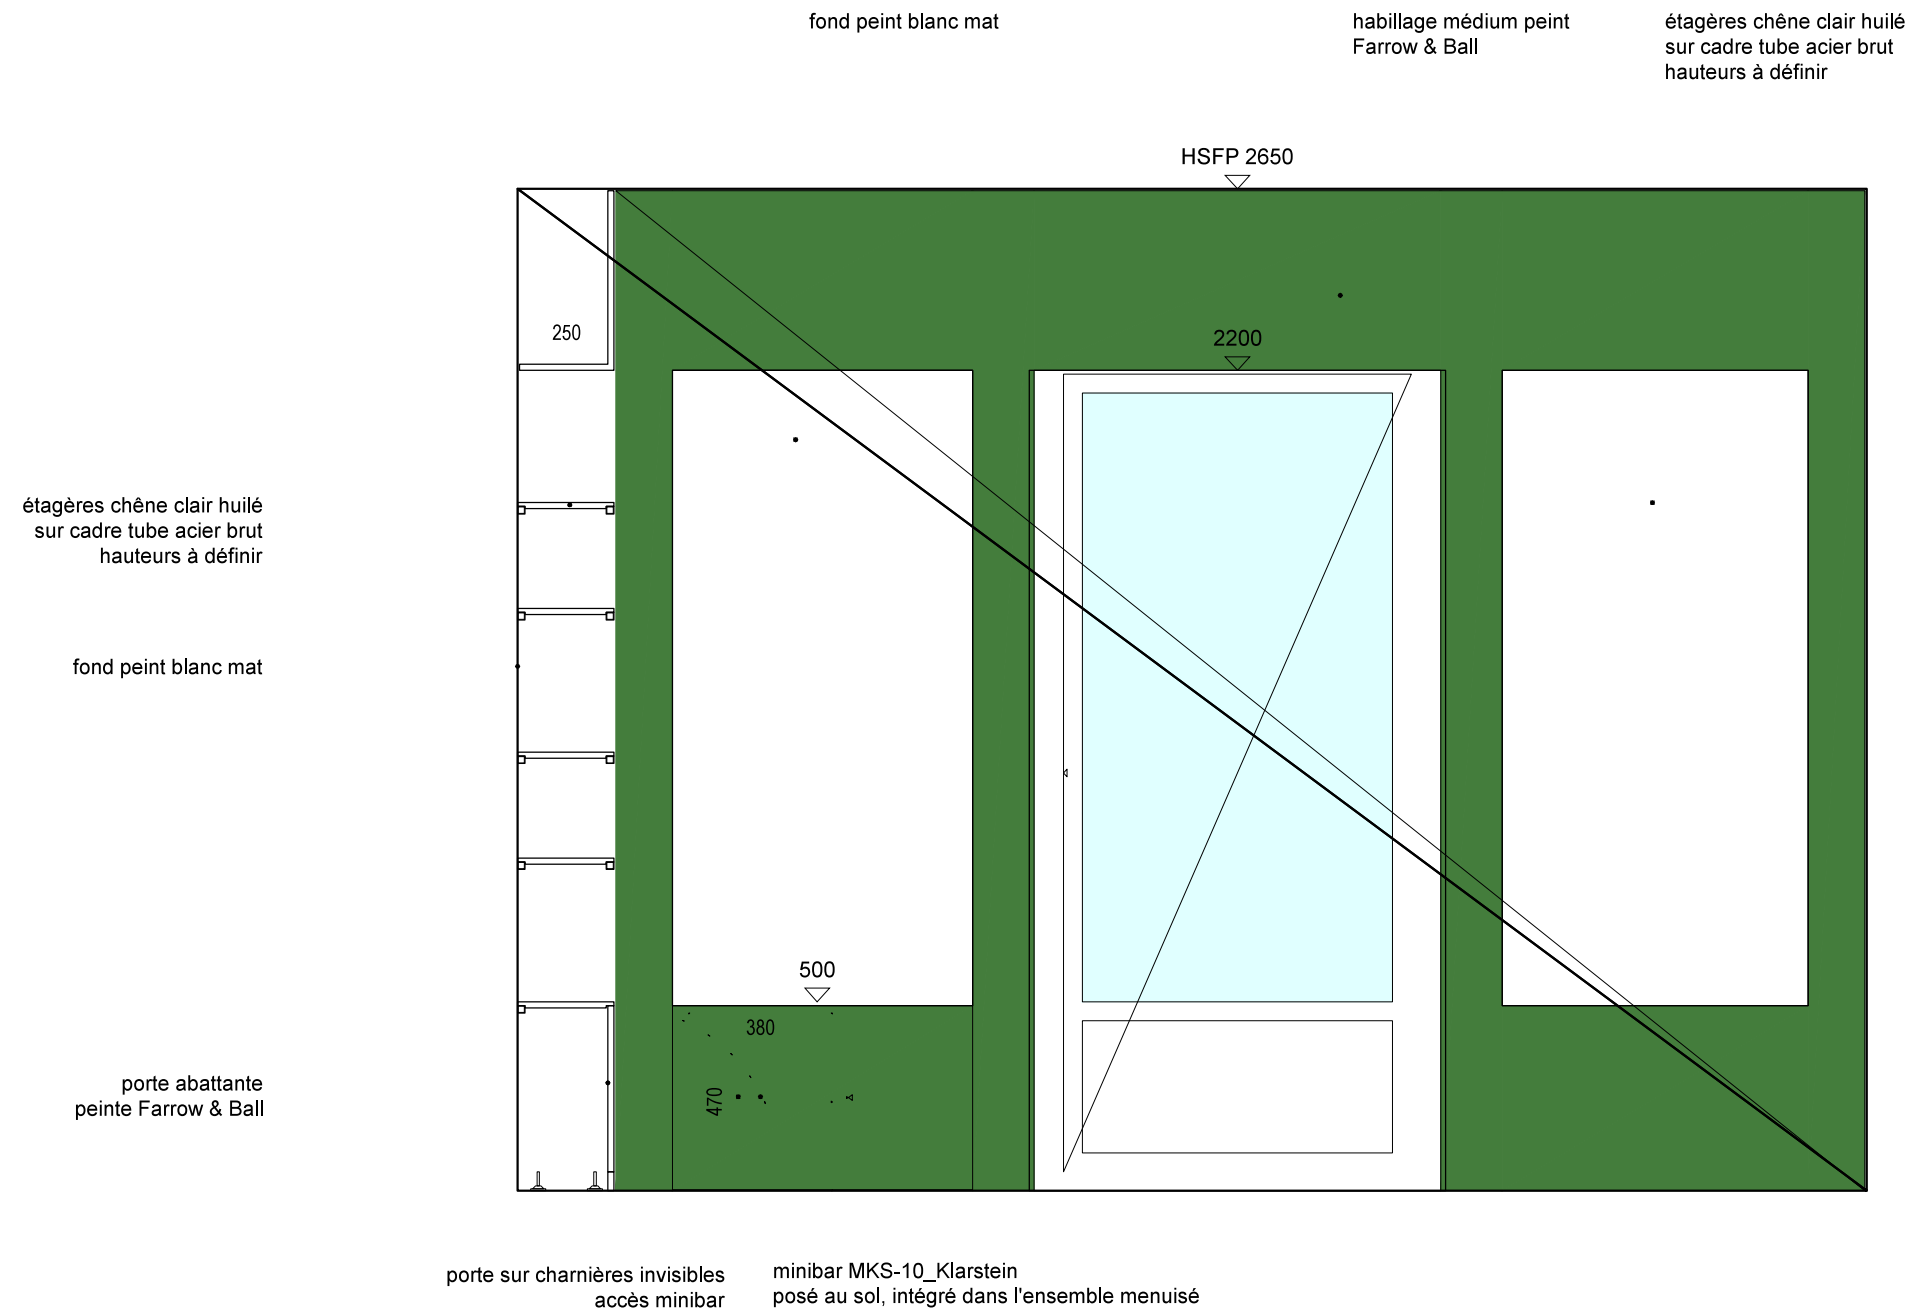 fond peint blanc mat
habillage médium peint
Farrow & Ball
étagères chêne clair huilé
sur cadre tube acier brut
hauteurs à définir
HSFP 2650
250
2200
étagères chêne clair huilé
sur cadre tube acier brut
hauteurs à définir
fond peint blanc mat
500
380
470
porte abattante
peinte Farrow & Ball
porte sur charnières invisibles
accès minibar
minibar MKS-10_Klarstein
posé au sol, intégré dans l'ensemble menuisé